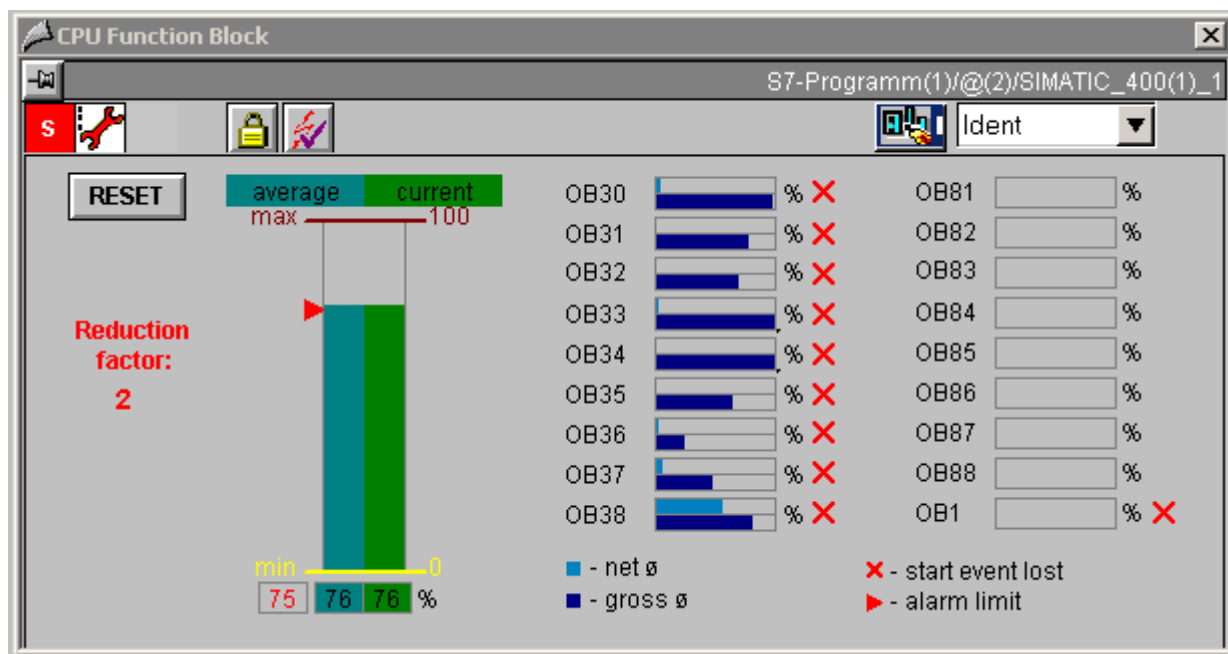 CPU Function Block
S7-Programm(1)/@(2)/SIMATIC_400(1)_1
S
Ident
RESET
average current
max 100
Reduction
factor:
2
min 0
75 76 76 %
OB30 %
OB31 %
OB32 %
OB33 %
OB34 %
OB35 %
OB36 %
OB37 %
OB38 %
- net ø
- gross ø
OB81 %
OB82 %
OB83 %
OB84 %
OB85 %
OB86 %
OB87 %
OB88 %
OB1 %
- start event lost
- alarm limit